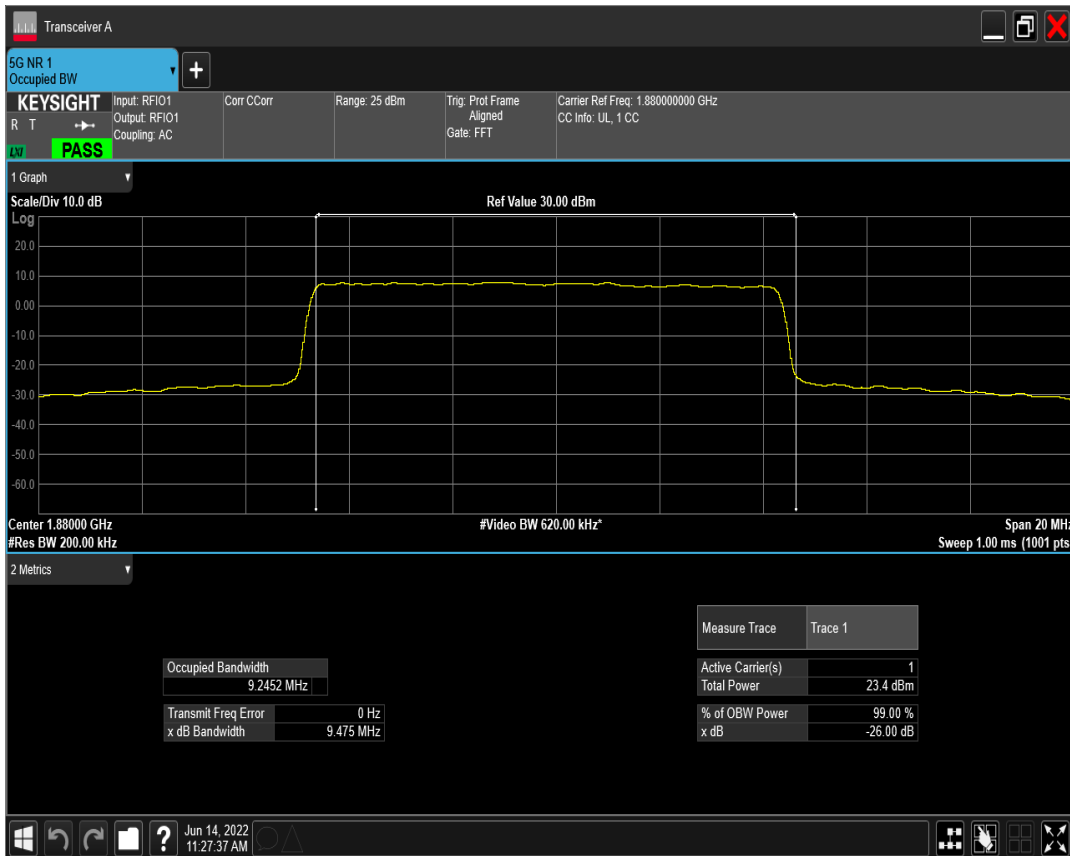 Transceiver A
5G NR 1
Occupied BW
KEYSIGHT
R T
LXI
PASS
Input: RFIO1
Output: RFIO1
Coupling: AC
Corr CCorr
Range: 25 dBm
Trig: Prot Frame
Aligned
Gate: FFT
Carrier Ref Freq: 1.880000000 GHz
CC Info: UL, 1 CC
1 Graph
Scale/Div 10.0 dB
Ref Value 30.00 dBm
Log
20.0
10.0
0.00
-10.0
-20.0
-30.0
-40.0
-50.0
-60.0
Center 1.88000 GHz
#Video BW 620.00 kHz*
Span 20 MHz
#Res BW 200.00 kHz
Sweep 1.00 ms (1001 pts
2 Metrics
Measure Trace Trace 1
Occupied Bandwidth
9.2452 MHz
Active Carrier(s) 1
Total Power 23.4 dBm
Transmit Freq Error 0 Hz
x dB Bandwidth 9.475 MHz
% of OBW Power 99.00 %
x dB -26.00 dB
?
Jun 14, 2022
11:27:37 AM